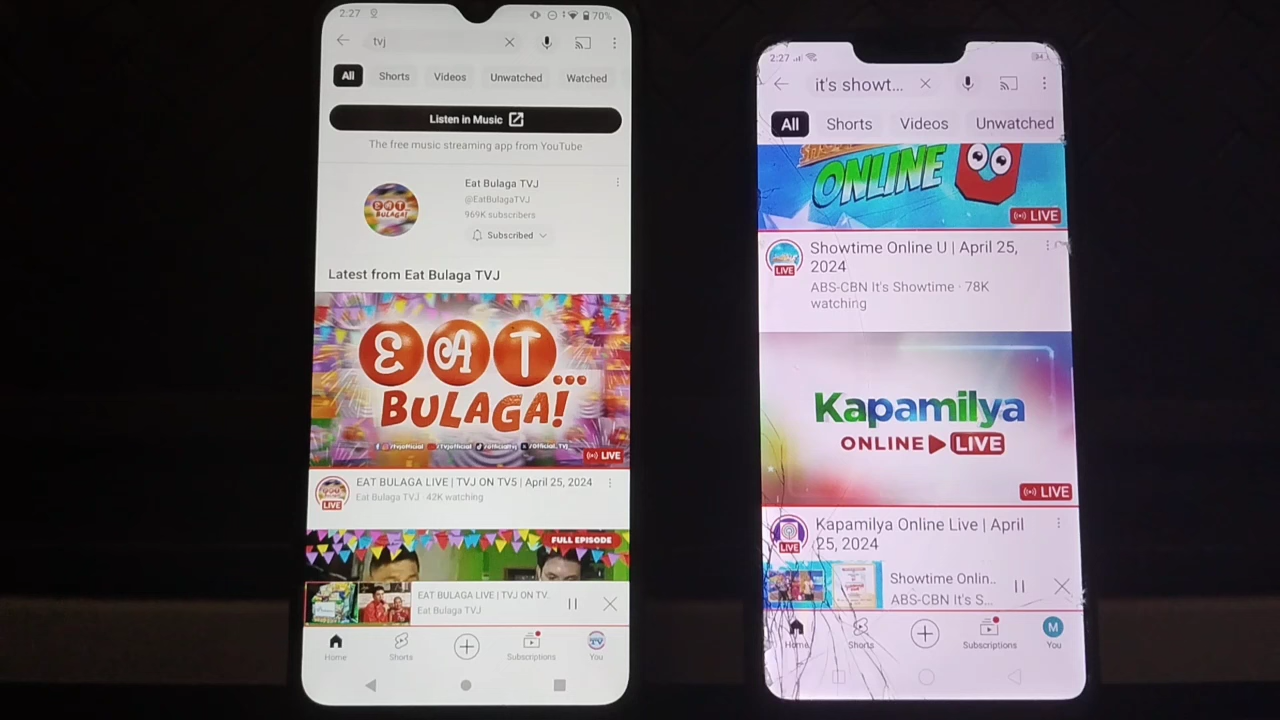 2:27
70%
tvj
All
Shorts
Videos
Unwatched
Watched
Listen in Music
The free music streaming app from YouTube
Eat Bulaga TVJ
@EatBulagaTVJ
969K subscribers
Subscribed
Latest from Eat Bulaga TVJ
EAT...
BULAGA!
LIVE
LIVE
EAT BULAGA LIVE | TVJ ON TV5 | April 25, 2024
Eat Bulaga TVJ · 42K watching
FULL EPISODE
EAT BULAGA LIVE | TVJ ON TV..
Eat Bulaga TVJ
Home
Shorts
Subscriptions
You
2:27
it's showt...
All
Shorts
Videos
Unwatched
ONLINE U
LIVE
LIVE
Showtime Online U | April 25,
2024
ABS-CBN It's Showtime · 78K
watching
Kapamilya
ONLINE LIVE
LIVE
LIVE
Kapamilya Online Live | April
25, 2024
Showtime Onlin..
ABS-CBN It's S...
Home
Shorts
Subscriptions
M
You